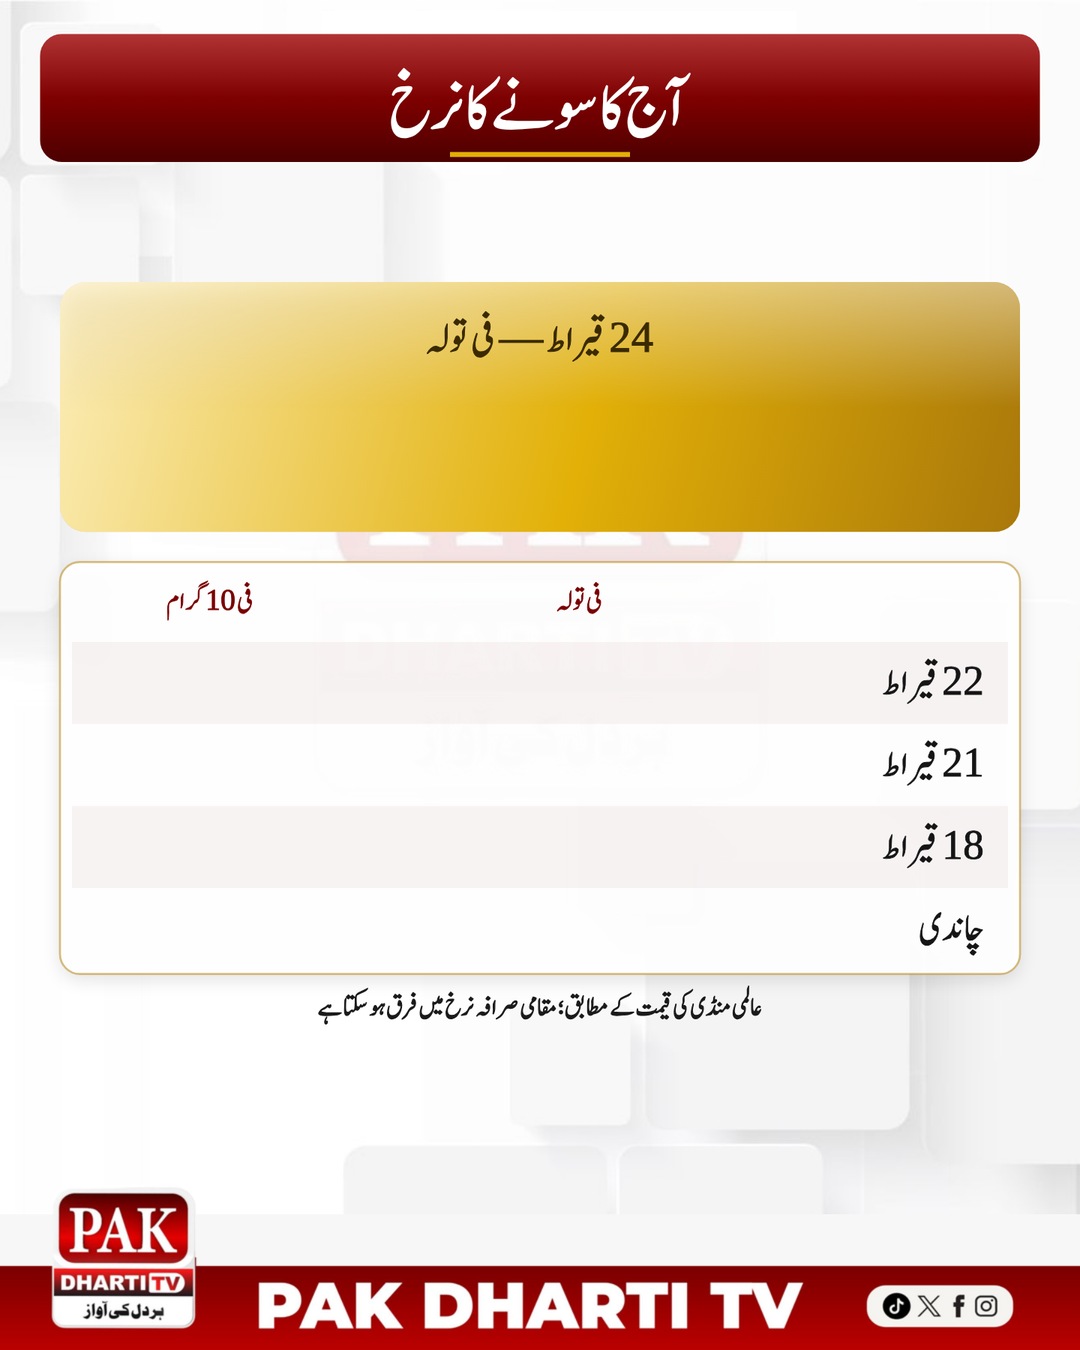 آج کا سونے کا نرخ
24 قیراط — فی تولہ
فی تولہ فی 10 گرام
22 قیراط
21 قیراط
18 قیراط
چاندی
عالمی منڈی کی قیمت کے مطابق؛ مقامی صرافہ نرخ میں فرق ہو سکتا ہے
PAK
DHARTI TV
ہر دل کی آواز
PAK DHARTI TV